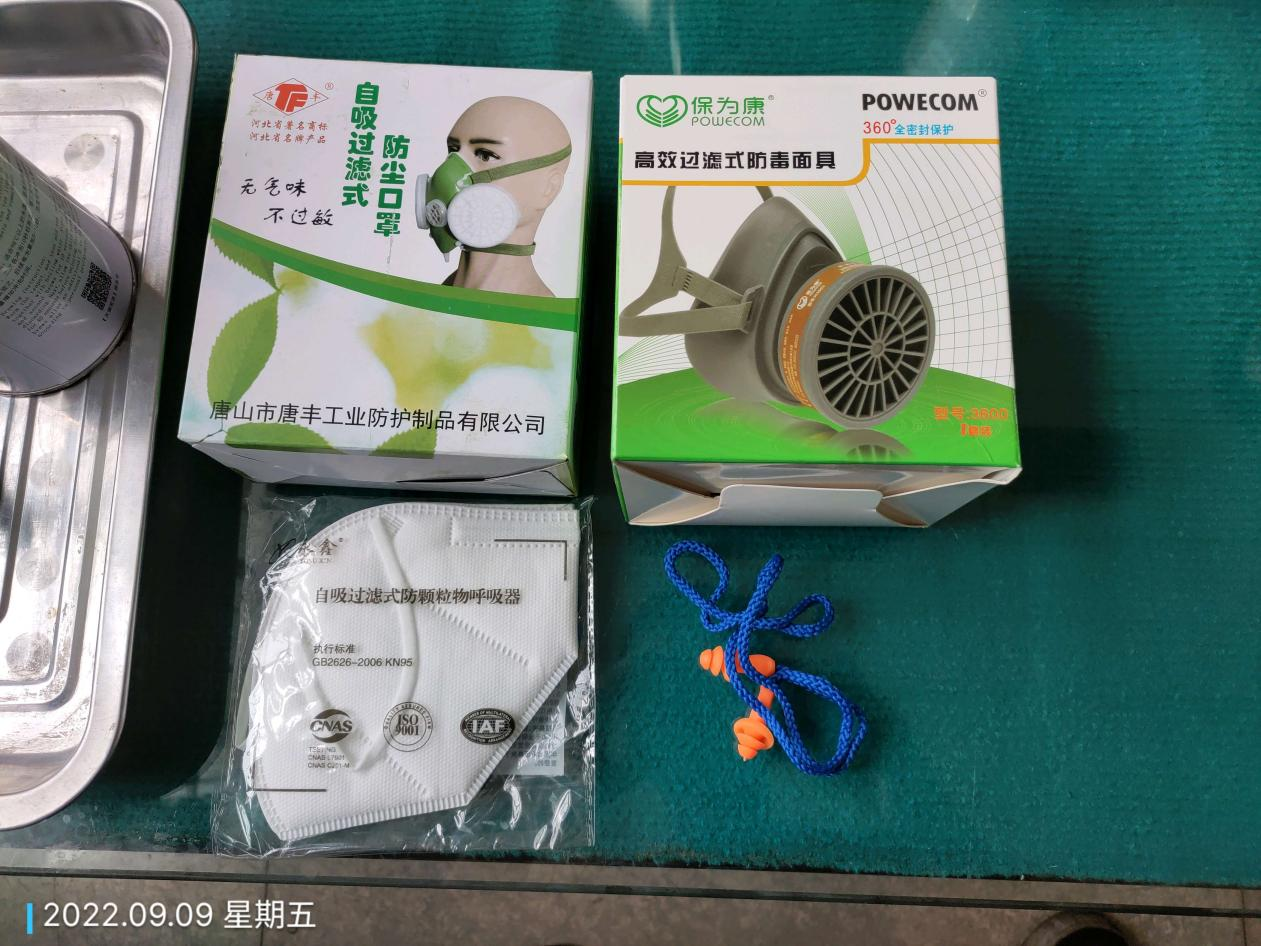 唐 TF 丰®
河北省著名商标
河北省名牌产品
自吸过滤式
防尘口罩
无气味
不过敏
唐山市唐丰工业防护制品有限公司
保为康®
POWECOM
POWECOM®
360°全密封保护
高效过滤式防毒面具
型号:3600
自吸过滤式防颗粒物呼吸器
执行标准
GB2626-2006 KN95
CNAS
TESTING
ISO
9001
IAF
2022.09.09 星期五